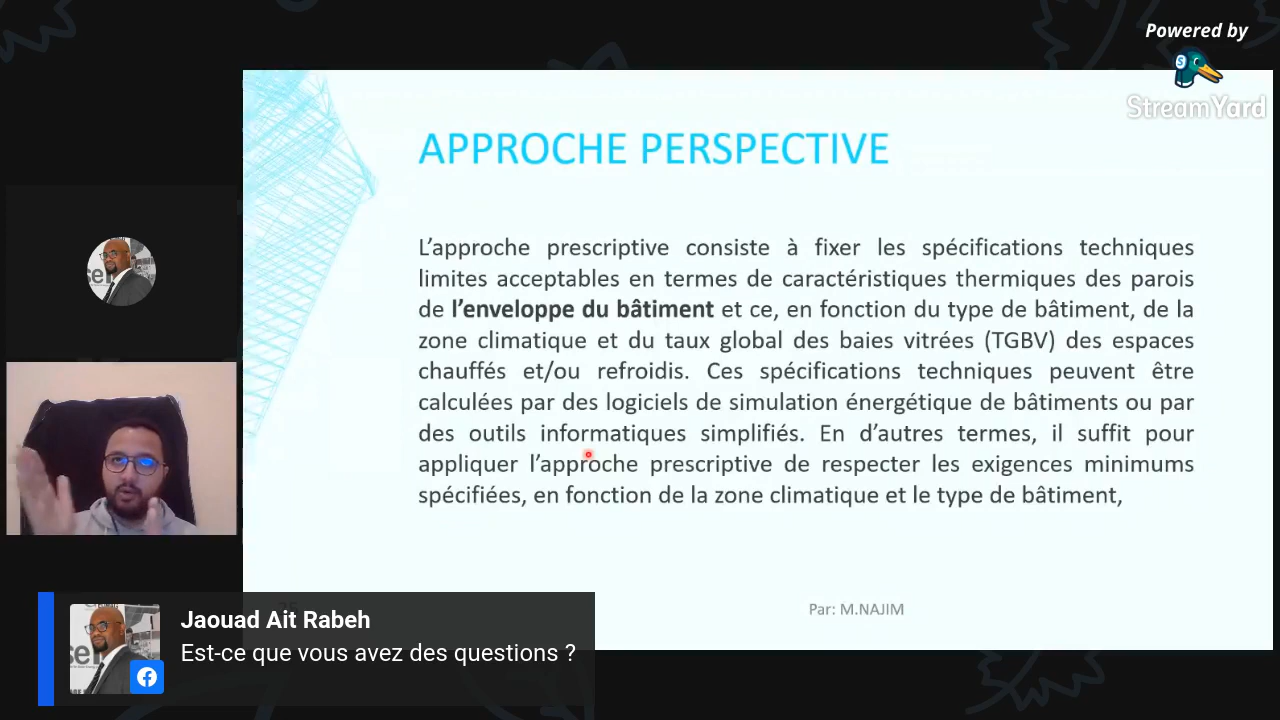 Powered by
StreamYard
APPROCHE PERSPECTIVE
L’approche prescriptive consiste à fixer les spécifications techniques
limites acceptables en termes de caractéristiques thermiques des parois
de l’enveloppe du bâtiment et ce, en fonction du type de bâtiment, de la
zone climatique et du taux global des baies vitrées (TGBV) des espaces
chauffés et/ou refroidis. Ces spécifications techniques peuvent être
calculées par des logiciels de simulation énergétique de bâtiments ou par
des outils informatiques simplifiés. En d’autres termes, il suffit pour
appliquer l’approche prescriptive de respecter les exigences minimums
spécifiées, en fonction de la zone climatique et le type de bâtiment,
Par: M.NAJIM
Jaouad Ait Rabeh
Est-ce que vous avez des questions ?